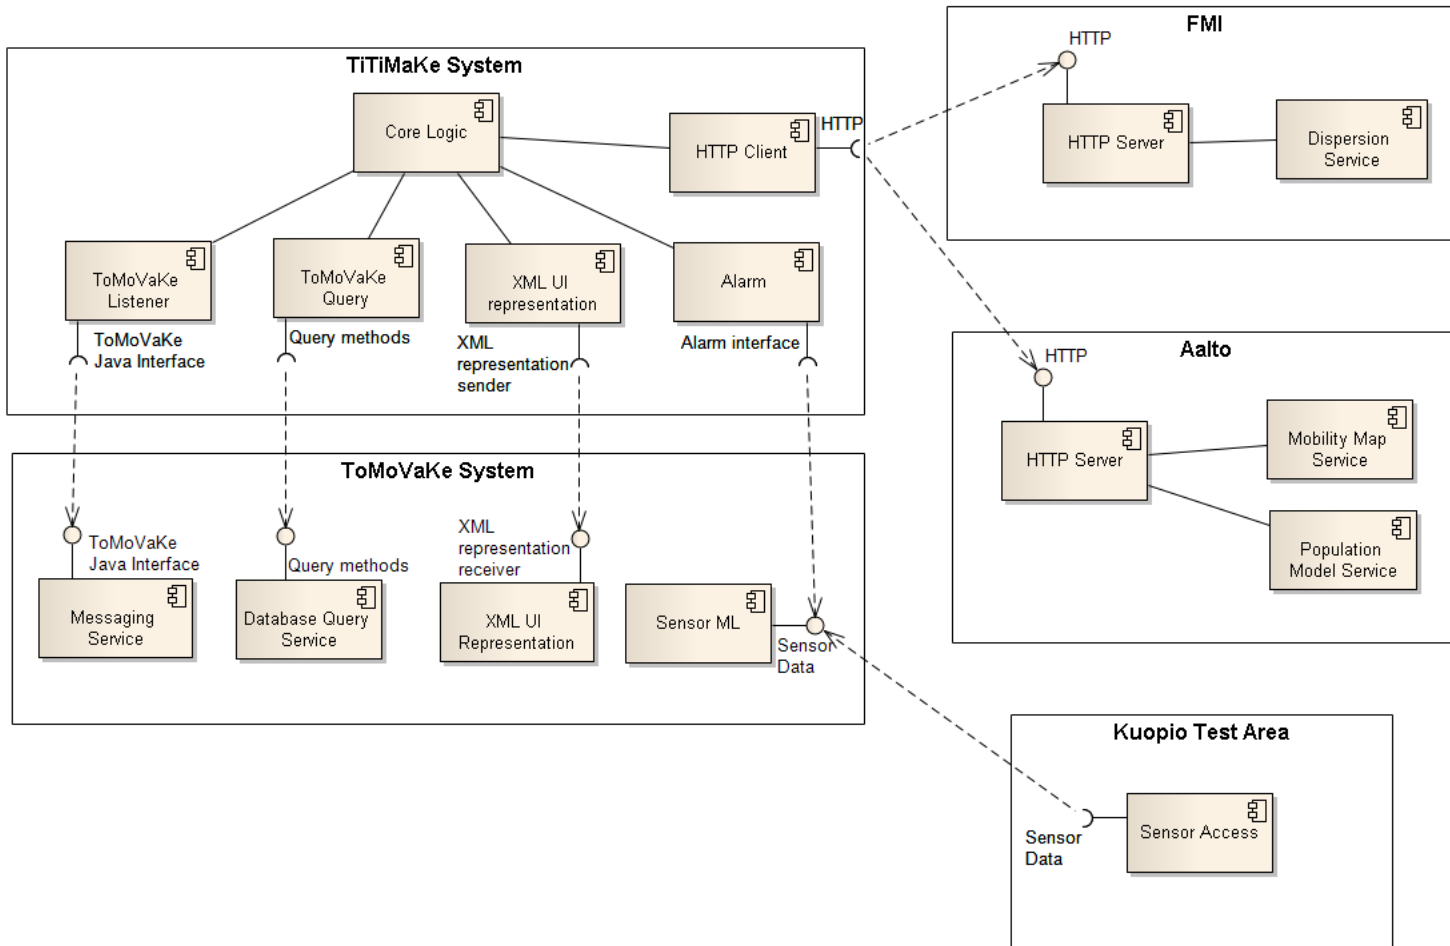 FMI
HTTP
HTTP Server
Dispersion
Service
TiTiMaKe System
Core Logic
HTTP Client
HTTP
ToMoVaKe
Listener
ToMoVaKe
Query
XML UI
representation
Alarm
ToMoVaKe
Java Interface
Query methods
XML
representation
sender
Alarm interface
Aalto
HTTP
HTTP Server
Mobility Map
Service
Population
Model Service
ToMoVaKe System
ToMoVaKe
Java Interface
Query methods
XML
representation
receiver
Messaging
Service
Database Query
Service
XML UI
Representation
Sensor ML
Sensor
Data
Kuopio Test Area
Sensor
Data
Sensor Access